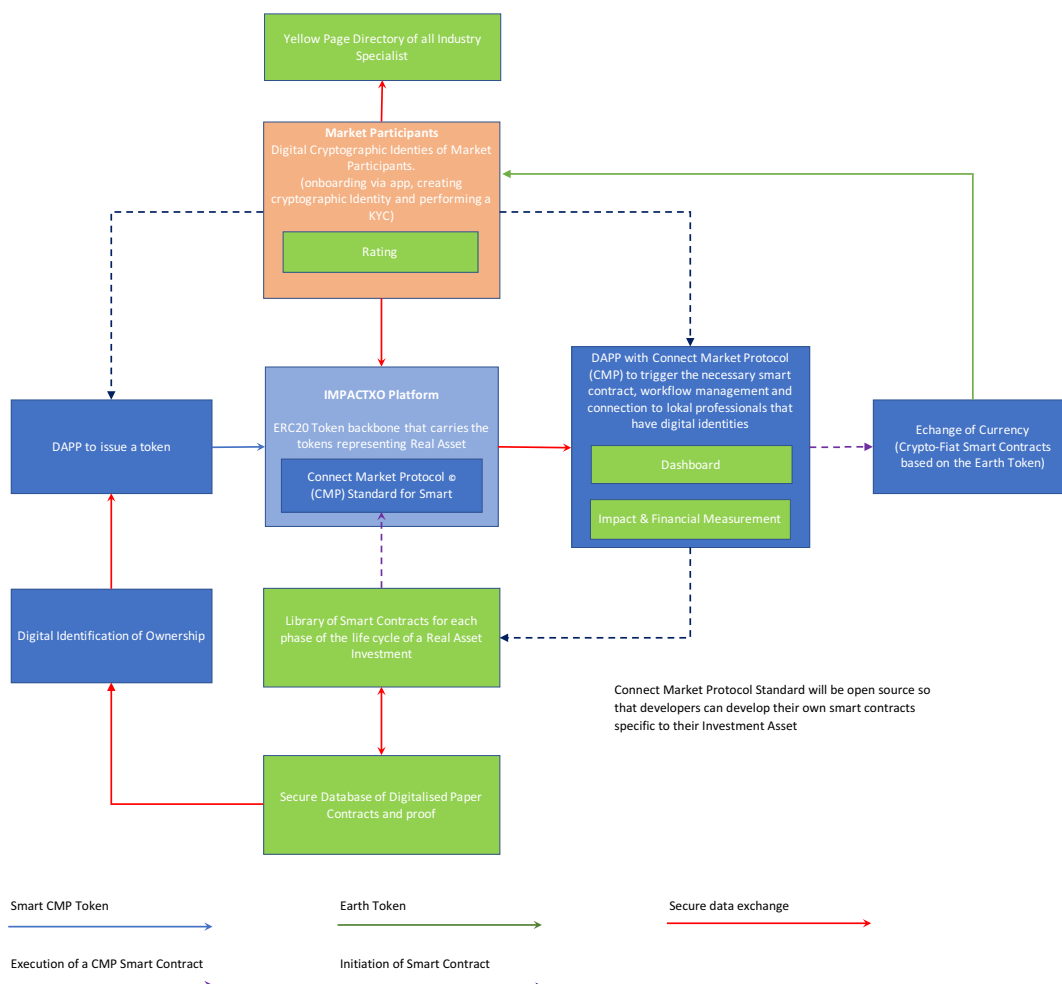 Yellow Page Directory of all Industry
Specialist
Market Participants
Digital Cryptographic Identies of Market
Participants.
(onboarding via app, creating
cryptographic Identity and performing a
KYC)
Rating
DAPP to issue a token
IMPACTXO Platform
ERC20 Token backbone that carries the
tokens representing Real Asset
Connect Market Protocol ©
(CMP) Standard for Smart
DAPP with Connect Market Protocol
(CMP) to trigger the necessary smart
contract, workflow management and
connection to lokal professionals that
have digital identities
Dashboard
Impact & Financial Measurement
Echange of Currency
(Crypto-Fiat Smart Contracts
based on the Earth Token)
Digital Identification of Ownership
Library of Smart Contracts for each
phase of the life cycle of a Real Asset
Investment
Connect Market Protocol Standard will be open source so
that developers can develop their own smart contracts
specific to their Investment Asset
Secure Database of Digitalised Paper
Contracts and proof
Smart CMP Token
Earth Token
Secure data exchange
Execution of a CMP Smart Contract
Initiation of Smart Contract